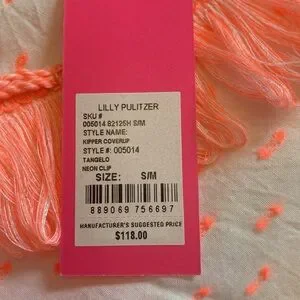 LILLY PULITZER
SKU #
005014 82125H S/M
STYLE NAME:
KIPPER COVERUP
STYLE #: 005014
TANGELO
NEON CLIP
SIZE: S/M
889069 756697
MANUFACTURER'S SUGGESTED PRICE
$118.00